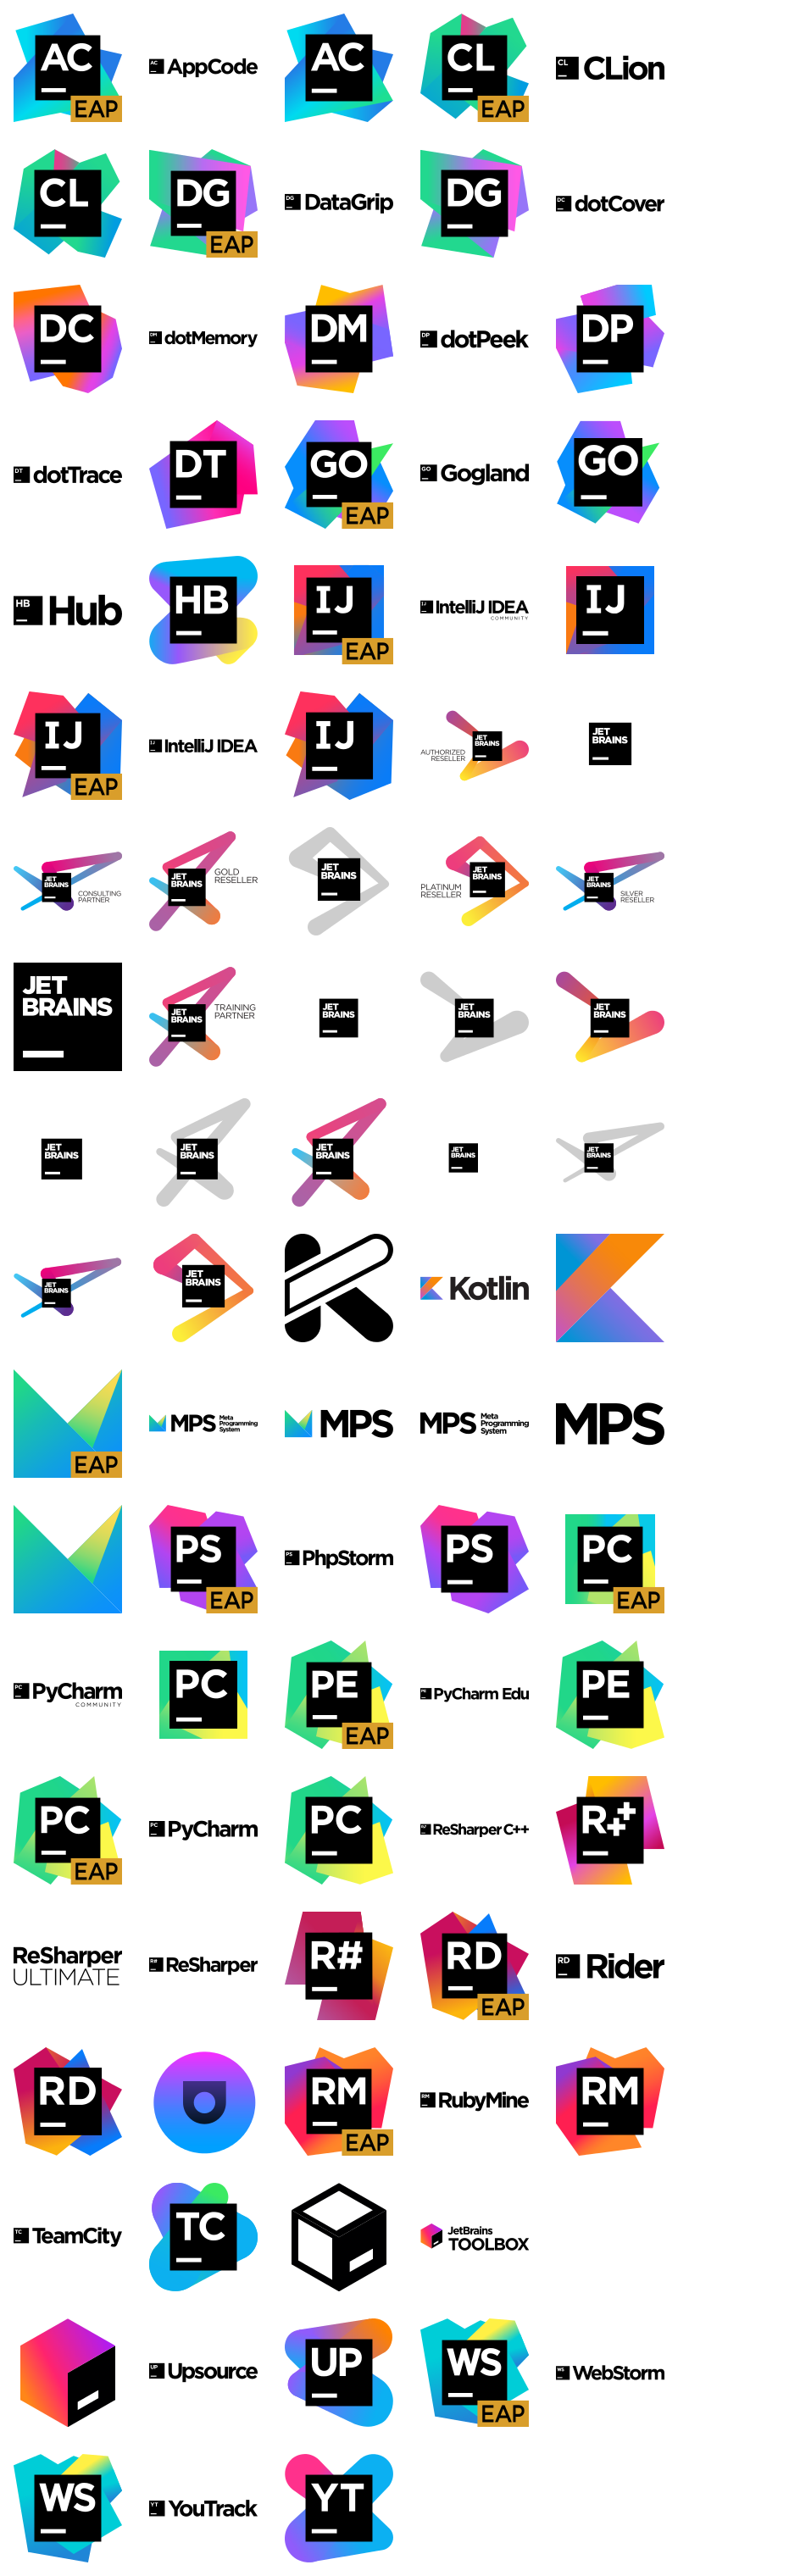 AC
EAP
AC
AppCode
AC
CL
EAP
CL
CLion
CL
DG
EAP
DG
DataGrip
DG
DC
dotCover
DC
DM
dotMemory
DM
DP
dotPeek
DP
DT
dotTrace
DT
GO
EAP
GO
Gogland
GO
HB
Hub
HB
IJ
EAP
IJ
IntelliJ IDEA
COMMUNITY
IJ
IJ
EAP
IJ
IntelliJ IDEA
IJ
JET
BRAINS
AUTHORIZED
RESELLER
JET
BRAINS
JET
BRAINS
CONSULTING
PARTNER
JET
BRAINS
GOLD
RESELLER
JET
BRAINS
JET
BRAINS
PLATINUM
RESELLER
JET
BRAINS
SILVER
RESELLER
JET
BRAINS
JET
BRAINS
TRAINING
PARTNER
JET
BRAINS
JET
BRAINS
JET
BRAINS
JET
BRAINS
JET
BRAINS
JET
BRAINS
JET
BRAINS
JET
BRAINS
JET
BRAINS
JET
BRAINS
Kotlin
EAP
MPS
Meta
Programming
System
MPS
MPS
Meta
Programming
System
MPS
PS
EAP
PS
PhpStorm
PS
PC
EAP
PC
PyCharm
COMMUNITY
PC
PE
EAP
PE
PyCharm Edu
PE
PC
EAP
PC
PyCharm
PC
ReSharper C++
R++
ReSharper
ULTIMATE
R#
ReSharper
R#
RD
EAP
RD
Rider
RD
RM
EAP
RM
RubyMine
RM
TC
TeamCity
TC
JetBrains
TOOLBOX
UP
Upsource
UP
WS
EAP
WS
WebStorm
WS
YT
YouTrack
YT